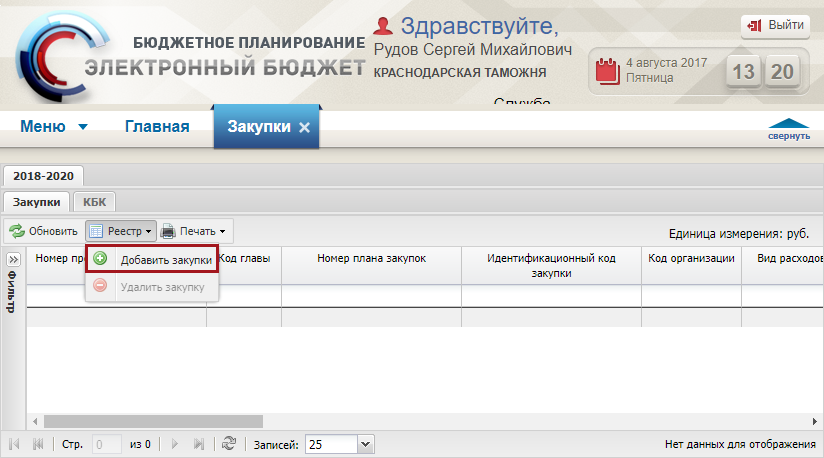 БЮДЖЕТНОЕ ПЛАНИРОВАНИЕ
ЭЛЕКТРОННЫЙ БЮДЖЕТ
Здравствуйте,
Рудов Сергей Михайлович
КРАСНОДАРСКАЯ ТАМОЖНЯ
Служба
Выйти
4 августа 2017
Пятница
13 20
Меню
Главная
Закупки
свернуть
2018-2020
Закупки КБК
Обновить Реестр Печать
Единица измерения: руб.
Добавить закупки
Удалить закупку
Фильтр
Номер пр
Код главы
Номер плана закупок
Идентификационный код
закупки
Код организации
Вид расходов
Стр. 0 из 0
Записей: 25
Нет данных для отображения